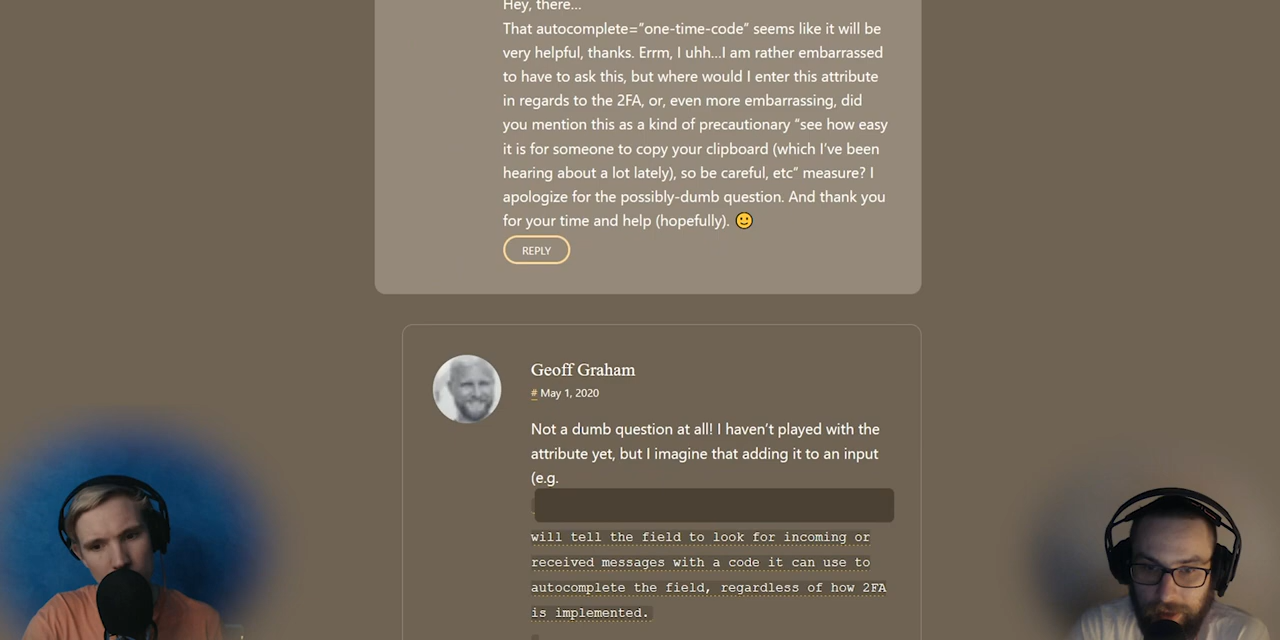 Hey, there…
That autocomplete=”one-time-code” seems like it will be
very helpful, thanks. Errm, I uhh…I am rather embarrassed
to have to ask this, but where would I enter this attribute
in regards to the 2FA, or, even more embarrassing, did
you mention this as a kind of precautionary “see how easy
it is for someone to copy your clipboard (which I’ve been
hearing about a lot lately), so be careful, etc” measure? I
apologize for the possibly-dumb question. And thank you
for your time and help (hopefully). 🙂
REPLY
Geoff Graham
# May 1, 2020
Not a dumb question at all! I haven’t played with the
attribute yet, but I imagine that adding it to an input
(e.g.
will tell the field to look for incoming or
received messages with a code it can use to
autocomplete the field, regardless of how 2FA
is implemented.